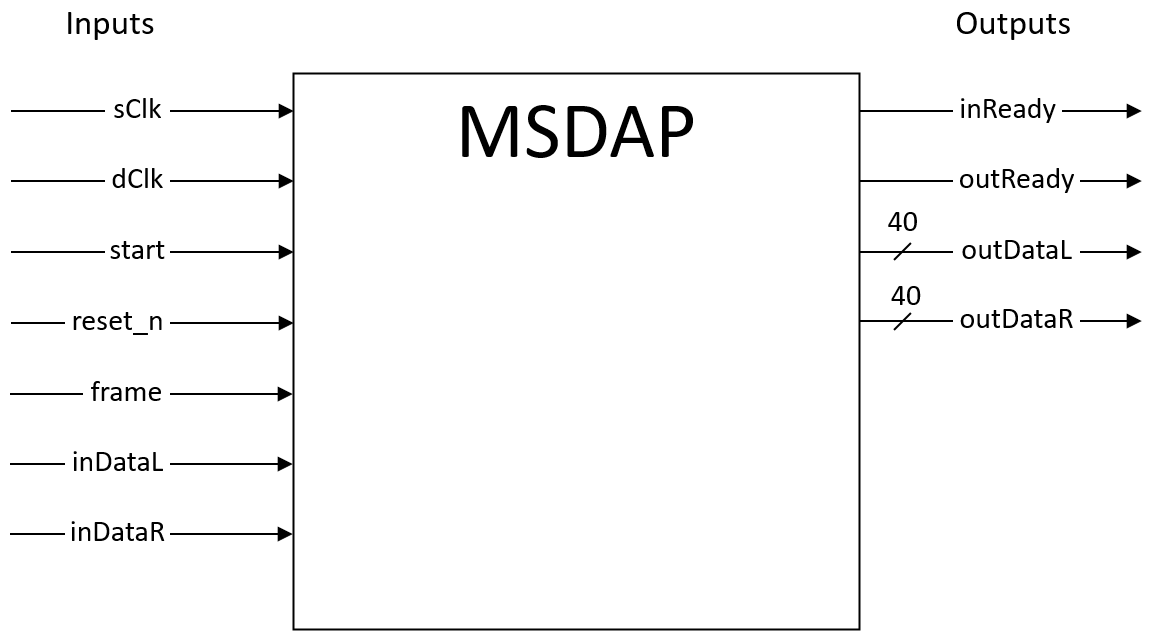 Inputs
Outputs
MSDAP
sClk
dClk
start
reset_n
frame
inDataL
inDataR
inReady
outReady
40
outDataL
40
outDataR